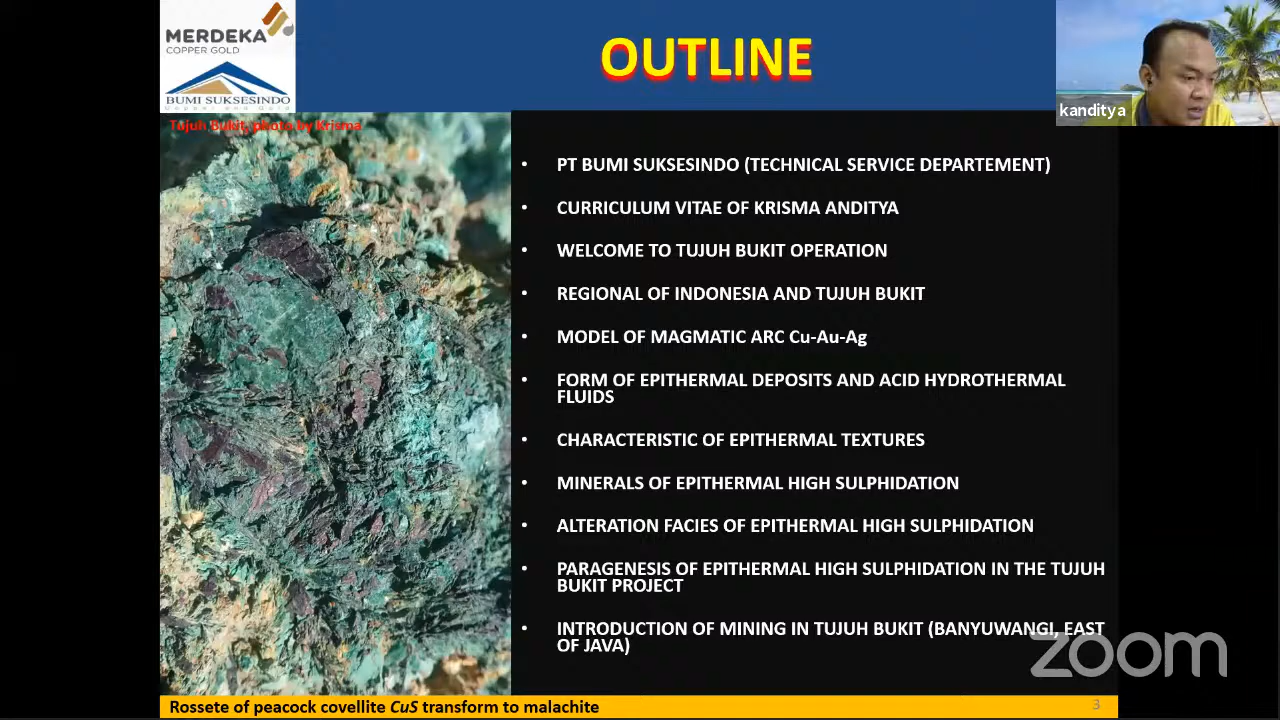 MERDEKA
COPPER GOLD
BUMI SUKSESINDO
Copper and Gold
OUTLINE
kanditya
Tujuh Bukit, photo by Krisma
• PT BUMI SUKSESINDO (TECHNICAL SERVICE DEPARTEMENT)
• CURRICULUM VITAE OF KRISMA ANDITYA
• WELCOME TO TUJUH BUKIT OPERATION
• REGIONAL OF INDONESIA AND TUJUH BUKIT
• MODEL OF MAGMATIC ARC Cu-Au-Ag
• FORM OF EPITHERMAL DEPOSITS AND ACID HYDROTHERMAL
FLUIDS
• CHARACTERISTIC OF EPITHERMAL TEXTURES
• MINERALS OF EPITHERMAL HIGH SULPHIDATION
• ALTERATION FACIES OF EPITHERMAL HIGH SULPHIDATION
• PARAGENESIS OF EPITHERMAL HIGH SULPHIDATION IN THE TUJUH
BUKIT PROJECT
• INTRODUCTION OF MINING IN TUJUH BUKIT (BANYUWANGI, EAST
OF JAVA)
zoom
Rossete of peacock covellite CuS transform to malachite
3